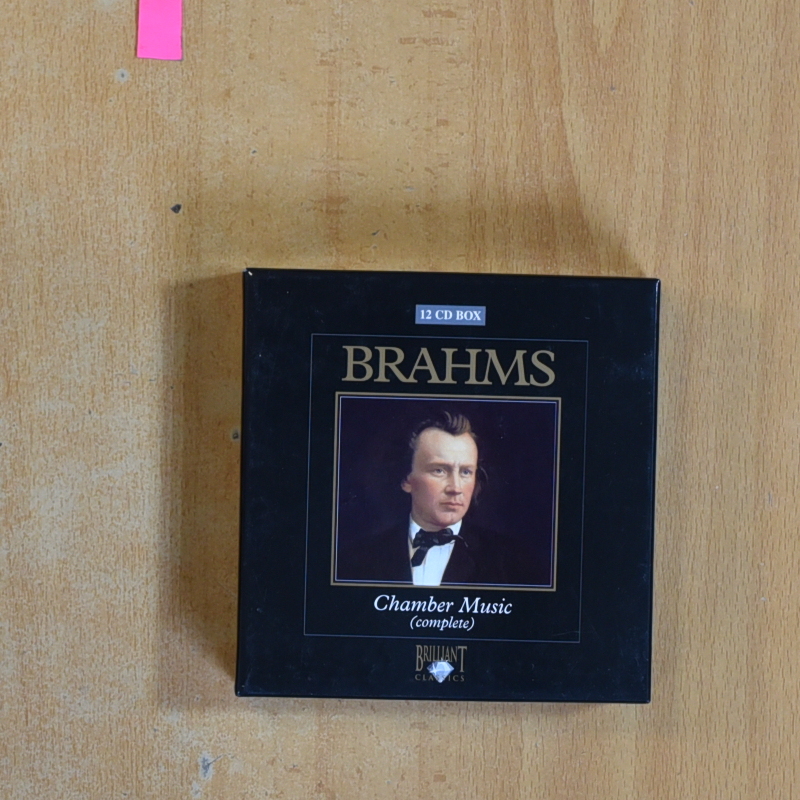 12 CD BOX
BRAHMS
Chamber Music
(complete)
BRILLIANT
CLASSICS